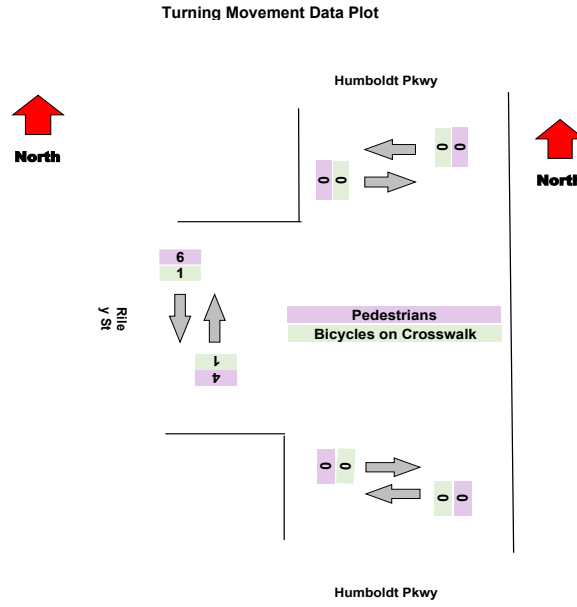 Turning Movement Data Plot
Humboldt Pkwy
North
North
0 0
0 0
6
1
Rile
y St
Pedestrians
Bicycles on Crosswalk
1
4
0 0
0 0
Humboldt Pkwy